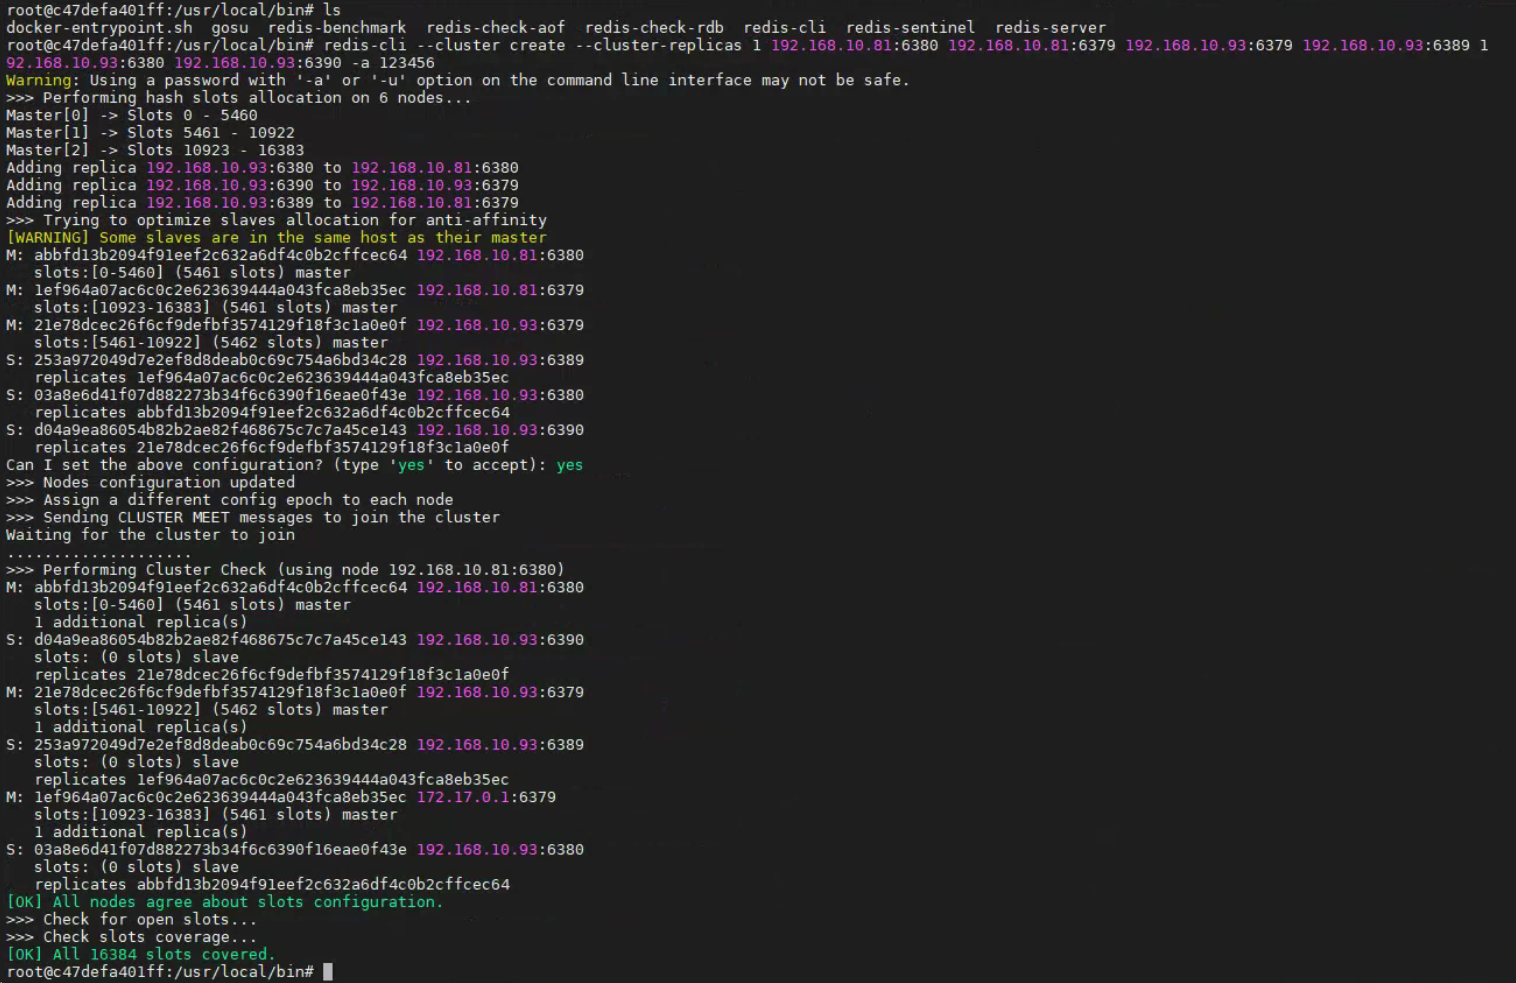 root@c47defa401ff:/usr/local/bin# ls
docker-entrypoint.sh  gosu  redis-benchmark  redis-check-aof  redis-check-rdb  redis-cli  redis-sentinel  redis-server
root@c47defa401ff:/usr/local/bin# redis-cli --cluster create --cluster-replicas 1 192.168.10.81:6380 192.168.10.81:6379 192.168.10.93:6379 192.168.10.93:6389 1
92.168.10.93:6380 192.168.10.93:6390 -a 123456
Warning: Using a password with '-a' or '-u' option on the command line interface may not be safe.
>>> Performing hash slots allocation on 6 nodes...
Master[0] -> Slots 0 - 5460
Master[1] -> Slots 5461 - 10922
Master[2] -> Slots 10923 - 16383
Adding replica 192.168.10.93:6380 to 192.168.10.81:6380
Adding replica 192.168.10.93:6390 to 192.168.10.93:6379
Adding replica 192.168.10.93:6389 to 192.168.10.81:6379
>>> Trying to optimize slaves allocation for anti-affinity
[WARNING] Some slaves are in the same host as their master
M: abbfd13b2094f91eef2c632a6df4c0b2cffcec64 192.168.10.81:6380
   slots:[0-5460] (5461 slots) master
M: 1ef964a07ac6c0c2e623639444a043fca8eb35ec 192.168.10.81:6379
   slots:[10923-16383] (5461 slots) master
M: 21e78dcec26f6cf9defbf3574129f18f3c1a0e0f 192.168.10.93:6379
   slots:[5461-10922] (5462 slots) master
S: 253a972049d7e2ef8d8deab0c69c754a6bd34c28 192.168.10.93:6389
   replicates 1ef964a07ac6c0c2e623639444a043fca8eb35ec
S: 03a8e6d41f07d882273b34f6c6390f16eae0f43e 192.168.10.93:6380
   replicates abbfd13b2094f91eef2c632a6df4c0b2cffcec64
S: d04a9ea86054b82b2ae82f468675c7c7a45ce143 192.168.10.93:6390
   replicates 21e78dcec26f6cf9defbf3574129f18f3c1a0e0f
Can I set the above configuration? (type 'yes' to accept): yes
>>> Nodes configuration updated
>>> Assign a different config epoch to each node
>>> Sending CLUSTER MEET messages to join the cluster
Waiting for the cluster to join
....................
>>> Performing Cluster Check (using node 192.168.10.81:6380)
M: abbfd13b2094f91eef2c632a6df4c0b2cffcec64 192.168.10.81:6380
   slots:[0-5460] (5461 slots) master
   1 additional replica(s)
S: d04a9ea86054b82b2ae82f468675c7c7a45ce143 192.168.10.93:6390
   slots: (0 slots) slave
   replicates 21e78dcec26f6cf9defbf3574129f18f3c1a0e0f
M: 21e78dcec26f6cf9defbf3574129f18f3c1a0e0f 192.168.10.93:6379
   slots:[5461-10922] (5462 slots) master
   1 additional replica(s)
S: 253a972049d7e2ef8d8deab0c69c754a6bd34c28 192.168.10.93:6389
   slots: (0 slots) slave
   replicates 1ef964a07ac6c0c2e623639444a043fca8eb35ec
M: 1ef964a07ac6c0c2e623639444a043fca8eb35ec 172.17.0.1:6379
   slots:[10923-16383] (5461 slots) master
   1 additional replica(s)
S: 03a8e6d41f07d882273b34f6c6390f16eae0f43e 192.168.10.93:6380
   slots: (0 slots) slave
   replicates abbfd13b2094f91eef2c632a6df4c0b2cffcec64
[OK] All nodes agree about slots configuration.
>>> Check for open slots...
>>> Check slots coverage...
[OK] All 16384 slots covered.
root@c47defa401ff:/usr/local/bin#